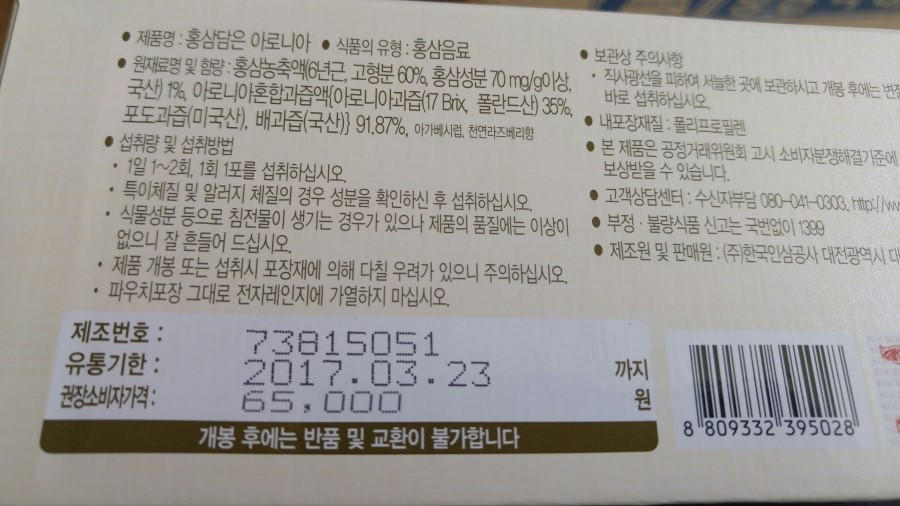 • 제품명 : 홍삼담은 아로니아 • 식품의 유형 : 홍삼음료
• 원재료명 및 함량 : 홍삼농축액(6년근, 고형분 60%, 홍삼성분 70 mg/g이상,
국산) 1%, 아로니아혼합과즙액{아로니아과즙(17 Brix, 폴란드산) 35%,
포도과즙(미국산), 배과즙(국산)} 91.87%, 아가베시럽, 천연라즈베리향
• 섭취량 및 섭취방법
· 1일 1~2회, 1회 1포를 섭취하십시오.
· 특이체질 및 알러지 체질의 경우 성분을 확인하신 후 섭취하십시오.
· 식물성분 등으로 침전물이 생기는 경우가 있으나 제품의 품질에는 이상이
없으니 잘 흔들어 드십시오.
· 제품 개봉 또는 섭취시 포장재에 의해 다칠 우려가 있으니 주의하십시오.
· 파우치포장 그대로 전자레인지에 가열하지 마십시오.
• 보관상 주의사항
· 직사광선을 피하여 서늘한 곳에 보관하시고 개봉 후에는 변질
바로 섭취하십시오.
• 내포장재질 : 폴리프로필렌
• 본 제품은 공정거래위원회 고시 소비자분쟁해결기준에
보상받을 수 있습니다.
• 고객상담센터 : 수신자부담 080-041-0303, http://ww
• 부정 · 불량식품 신고는 국번없이 1399
• 제조원 및 판매원 : (주)한국인삼공사 대전광역시 대
제조번호 : 73815051
유통기한 : 2017.03.23 까지
권장소비자가격 : 65,000 원
개봉 후에는 반품 및 교환이 불가합니다
8 809332 395028